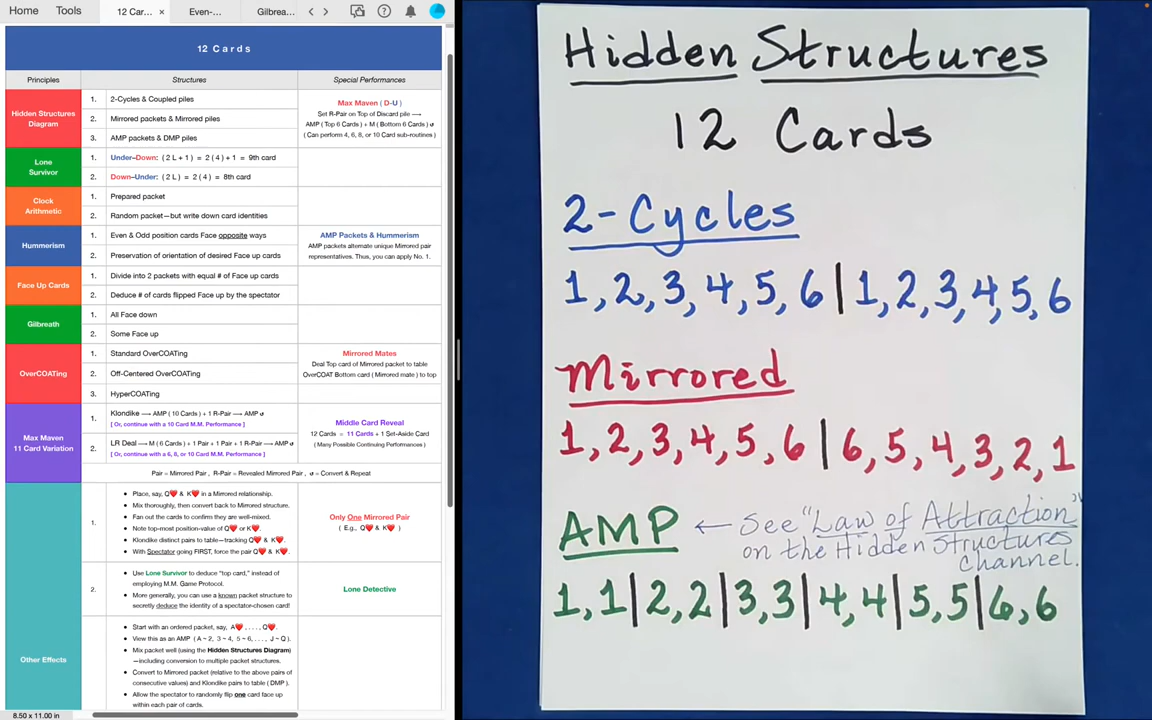 Home Tools 12 Car... × Even-... Gilbrea...
12 Cards
Principles Structures Special Performances
Hidden Structures
Diagram
1. 2-Cycles & Coupled piles
2. Mirrored packets & Mirrored piles
3. AMP packets & DMP piles
Max Maven ( D-U )
Set R-Pair on Top of Discard pile →
AMP ( Top 6 Cards ) + M ( Bottom 6 Cards ) ↺
( Can perform 4, 6, 8, or 10 Card sub-routines )
Lone
Survivor
1. Under–Down: ( 2 L + 1 ) = 2 ( 4 ) + 1 = 9th card
2. Down–Under: ( 2 L ) = 2 ( 4 ) = 8th card
Clock
Arithmetic
1. Prepared packet
2. Random packet—but write down card identities
Hummerism
1. Even & Odd position cards Face opposite ways
2. Preservation of orientation of desired Face up cards
AMP Packets & Hummerism
AMP packets alternate unique Mirrored pair
representatives. Thus, you can apply No. 1.
Face Up Cards
1. Divide into 2 packets with equal # of Face up cards
2. Deduce # of cards flipped Face up by the spectator
Gilbreath
1. All Face down
2. Some Face up
OverCOATing
1. Standard OverCOATing
2. Off-Centered OverCOATing
3. HyperCOATing
Mirrored Mates
Deal Top card of Mirrored packet to table
OverCOAT Bottom card ( Mirrored mate ) to top
Max Maven
11 Card Variation
1. Klondike → AMP ( 10 Cards ) + 1 R-Pair → AMP ↺
[ Or, continue with a 10 Card M.M. Performance ]
2. LR Deal → M ( 6 Cards ) + 1 Pair + 1 Pair + 1 R-Pair → AMP ↺
[ Or, continue with a 6, 8, or 10 Card M.M. Performance ]
Middle Card Reveal
12 Cards = 11 Cards + 1 Set-Aside Card
( Many Possible Continuing Performances )
Pair = Mirrored Pair , R-Pair = Revealed Mirrored Pair , ↺ = Convert & Repeat
Other Effects
1.
• Place, say, Q♥ & K♥ in a Mirrored relationship.
• Mix thoroughly, then convert back to Mirrored structure.
• Fan out the cards to confirm they are well-mixed.
• Note top-most position-value of Q♥ or K♥.
• Klondike distinct pairs to table—tracking Q♥ & K♥.
• With Spectator going FIRST, force the pair Q♥ & K♥.
Only One Mirrored Pair
( E.g., Q♥ & K♥ )
2.
• Use Lone Survivor to deduce “top card,” instead of
employing M.M. Game Protocol.
• More generally, you can use a known packet structure to
secretly deduce the identity of a spectator-chosen card!
Lone Detective
• Start with an ordered packet, say, A♥ , . . . . , Q♥.
• View this as an AMP ( A ~ 2, 3 ~ 4, 5 ~ 6, . . . , J ~ Q ).
• Mix packet well (using the Hidden Structures Diagram)
—including conversion to multiple packet structures.
• Convert to Mirrored packet (relative to the above pairs of
consecutive values) and Klondike pairs to table ( DMP ).
• Allow the spectator to randomly flip one card face up
within each pair of cards.
8.50 x 11.00 in
Hidden Structures
12 Cards
2-Cycles
1, 2, 3, 4, 5, 6 | 1, 2, 3, 4, 5, 6
Mirrored
1, 2, 3, 4, 5, 6 | 6, 5, 4, 3, 2, 1
AMP ← See "Law of Attraction"
on the Hidden Structures
channel.
1, 1 | 2, 2 | 3, 3 | 4, 4 | 5, 5 | 6, 6